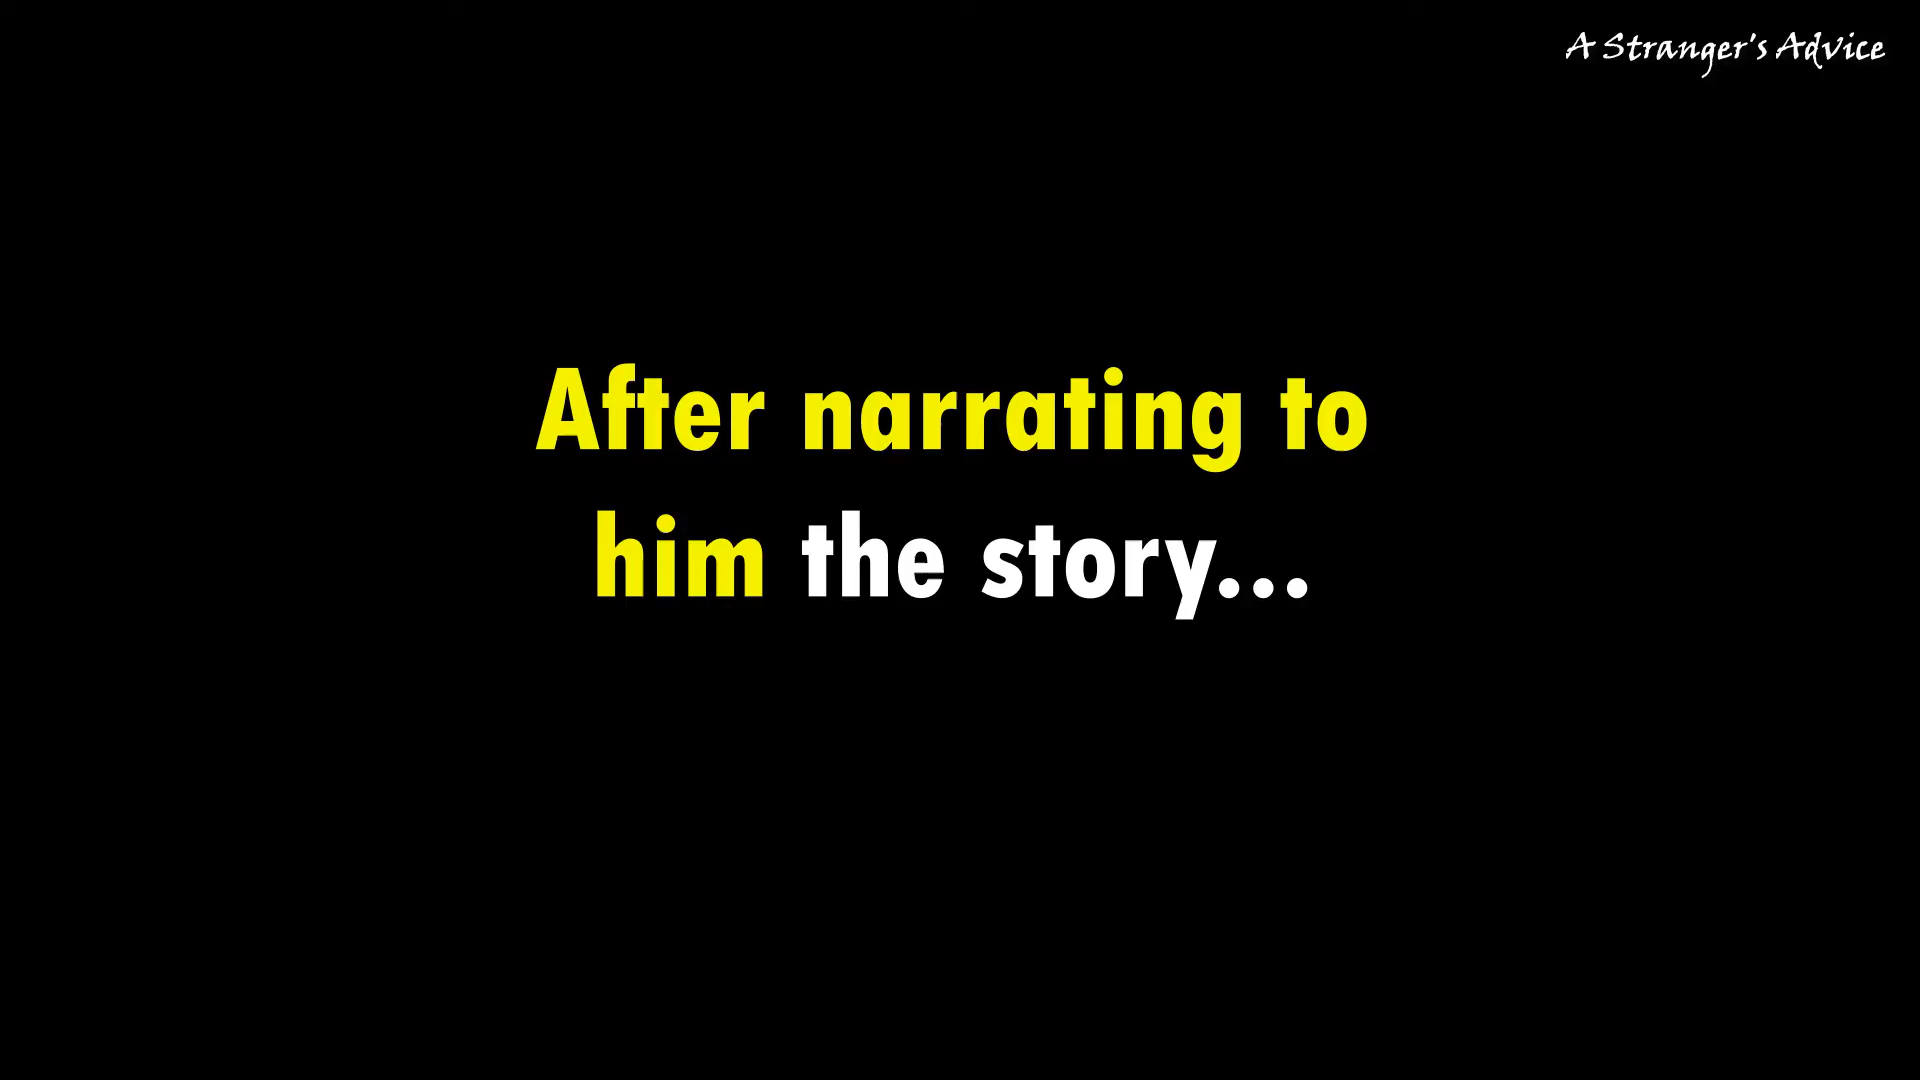 A Stranger's Advice
After narrating to
him the story...